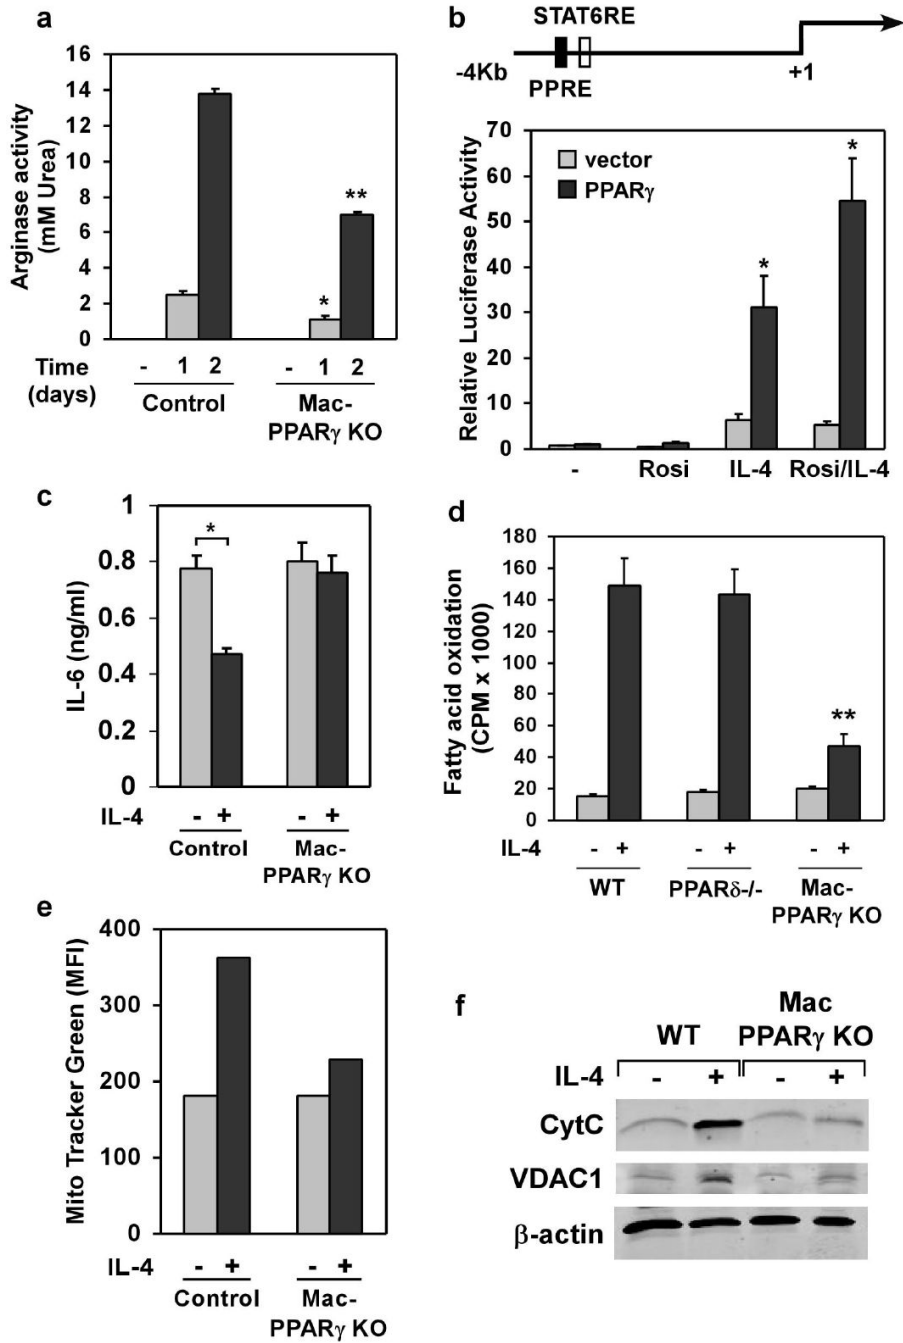 a
Arginase activity
(mM Urea)
16
14
12
10
8
6
4
2
0
*
**
Time
(days)
- 1 2 - 1 2
Control
Mac-
PPARγ KO
b
STAT6RE
-4Kb
PPRE
+1
Relative Luciferase Activity
70
60
50
40
30
20
10
0
vector
PPARγ
*
*
- Rosi IL-4 Rosi/IL-4
c
IL-6 (ng/ml)
1
0.8
0.6
0.4
0.2
0
*
IL-4 - + - +
Control
Mac-
PPARγ KO
d
Fatty acid oxidation
(CPM x 1000)
180
160
140
120
100
80
60
40
20
0
**
IL-4 - + - + - +
WT PPARδ-/- Mac-
PPARγ KO
e
Mito Tracker Green (MFI)
400
300
200
100
0
IL-4 - + - +
Control
Mac-
PPARγ KO
f
WT
Mac
PPARγ KO
IL-4 - + - +
CytC
VDAC1
β-actin